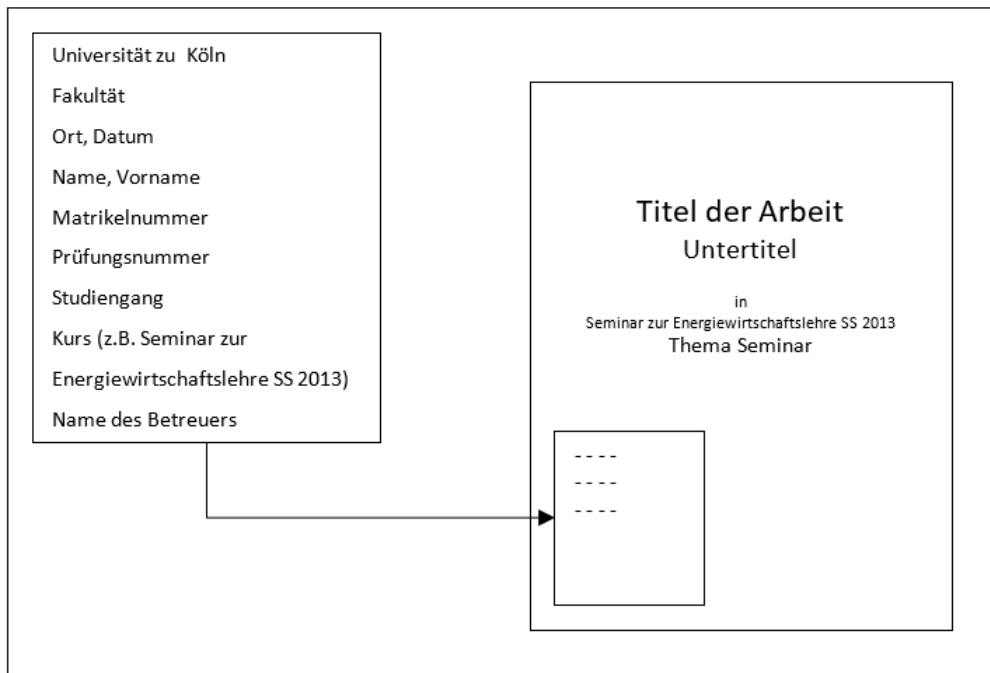 Universität zu  Köln
Fakultät
Ort, Datum
Name, Vorname
Matrikelnummer
Prüfungsnummer
Studiengang
Kurs (z.B. Seminar zur
Energiewirtschaftslehre SS 2013)
Name des Betreuers
Titel der Arbeit
Untertitel
in
Seminar zur Energiewirtschaftslehre SS 2013
Thema Seminar
- - - -
- - - -
- - - -